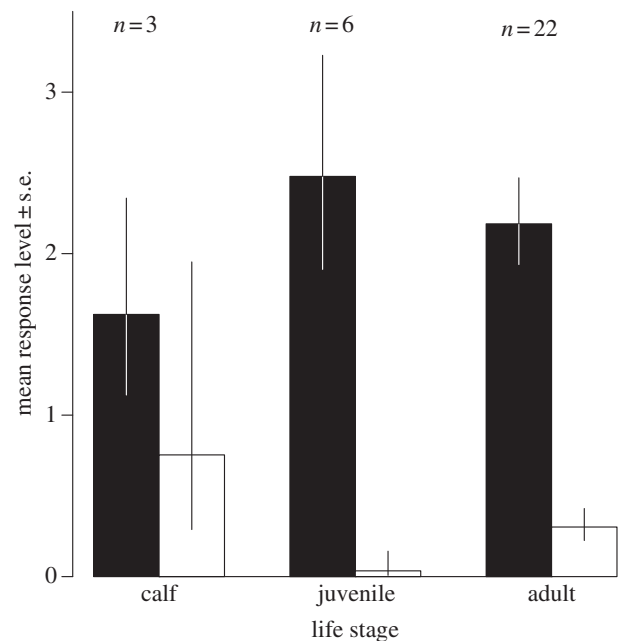 n=3 n=6 n=22
mean response level ± s.e.
3
2
1
0
calf juvenile adult
life stage